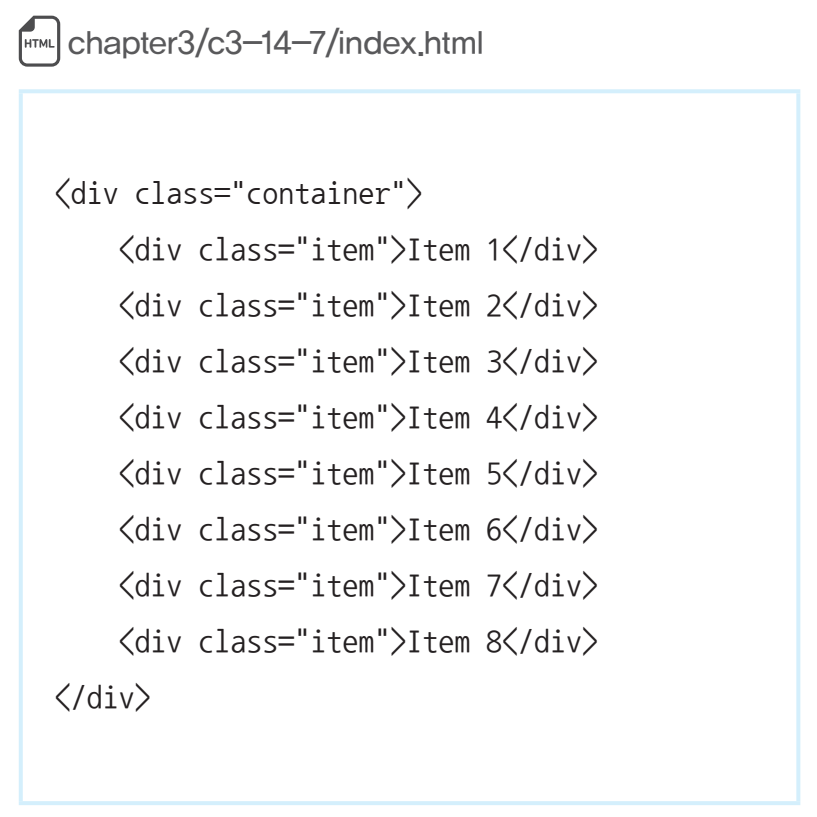 HTML chapter3/c3-14-7/index.html
<div class="container">
    <div class="item">Item 1</div>
    <div class="item">Item 2</div>
    <div class="item">Item 3</div>
    <div class="item">Item 4</div>
    <div class="item">Item 5</div>
    <div class="item">Item 6</div>
    <div class="item">Item 7</div>
    <div class="item">Item 8</div>
</div>